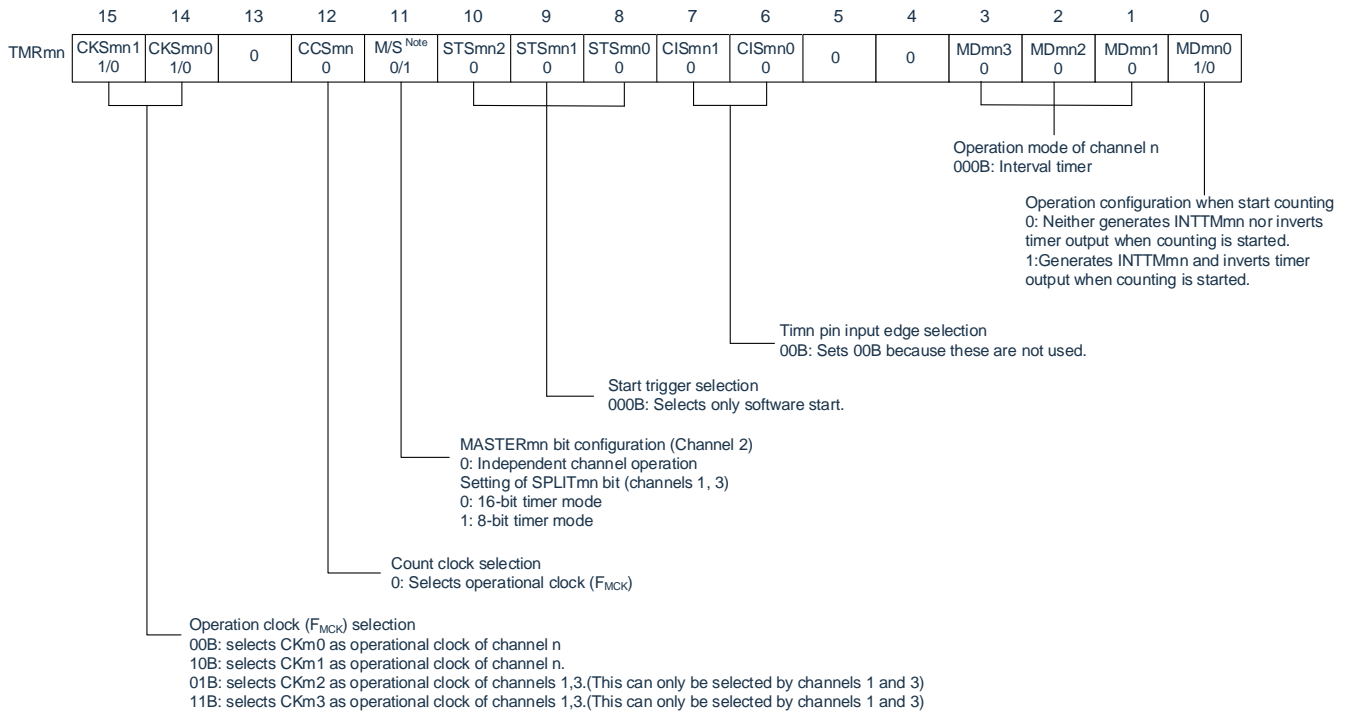 15 14 13 12 11 10 9 8 7 6 5 4 3 2 1 0
TMRmn CKSmn1 CKSmn0 0 CCSmn M/S Note STSmn2 STSmn1 STSmn0 CISmn1 CISmn0 0 0 MDmn3 MDmn2 MDmn1 MDmn0
1/0 1/0 0 0/1 0 0 0 0 0 0 0 0 1/0
Operation mode of channel n
000B: Interval timer
Operation configuration when start counting
0: Neither generates INTTMmn nor inverts
timer output when counting is started.
1:Generates INTTMmn and inverts timer
output when counting is started.
Timn pin input edge selection
00B: Sets 00B because these are not used.
Start trigger selection
000B: Selects only software start.
MASTERmn bit configuration (Channel 2)
0: Independent channel operation
Setting of SPLITmn bit (channels 1, 3)
0: 16-bit timer mode
1: 8-bit timer mode
Count clock selection
0: Selects operational clock (FMCK)
Operation clock (FMCK) selection
00B: selects CKm0 as operational clock of channel n
10B: selects CKm1 as operational clock of channel n.
01B: selects CKm2 as operational clock of channels 1,3.(This can only be selected by channels 1 and 3)
11B: selects CKm3 as operational clock of channels 1,3.(This can only be selected by channels 1 and 3)